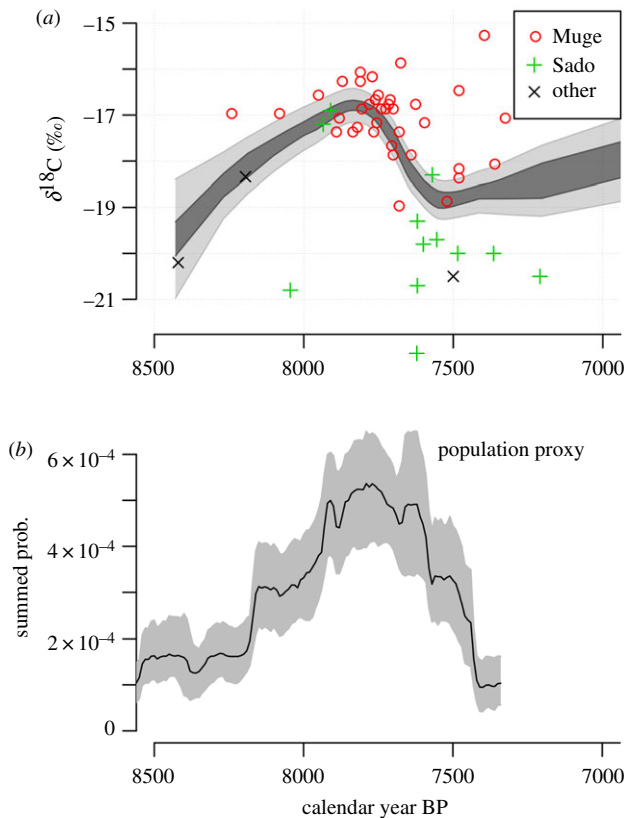 (a)
−15
−17
−19
−21
δ¹⁸C (‰)
Muge
Sado
other
8500 8000 7500 7000
(b)
population proxy
6 × 10⁻⁴
4 × 10⁻⁴
2 × 10⁻⁴
0
summed prob.
8500 8000 7500 7000
calendar year BP